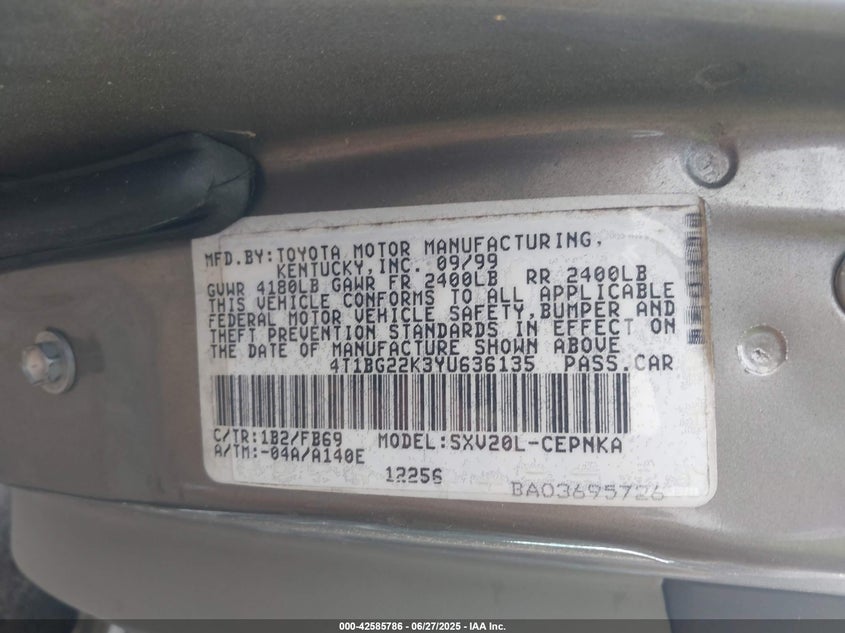 MFD.BY:TOYOTA MOTOR MANUFACTURING,
KENTUCKY,INC. 09/99
GVWR 4180LB GAWR FR 2400LB RR 2400LB
THIS VEHICLE CONFORMS TO ALL APPLICABLE
FEDERAL MOTOR VEHICLE SAFETY,BUMPER AND
THEFT PREVENTION STANDARDS IN EFFECT ON
THE DATE OF MANUFACTURE SHOWN ABOVE.
4T1BG22K3YU636135 PASS.CAR
C/TR:1B2/FB69 MODEL:SXV20L-CEPNKA
A/TM:-04A/A140E
12256
BA03695726
000-42585786 - 06/27/2025 - IAA Inc.